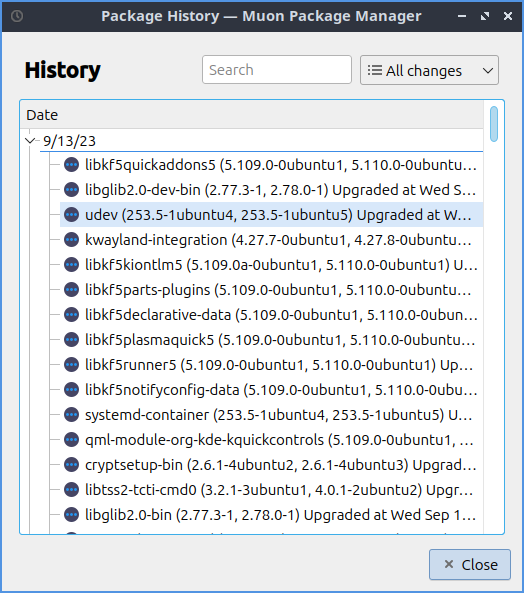 Package History — Muon Package Manager
History
Search
All changes
Date
9/13/23
libkf5quickaddons5 (5.109.0-0ubuntu1, 5.110.0-0ubuntu…
libglib2.0-dev-bin (2.77.3-1, 2.78.0-1) Upgraded at Wed S…
udev (253.5-1ubuntu4, 253.5-1ubuntu5) Upgraded at W…
kwayland-integration (4.27.7-0ubuntu1, 4.27.8-0ubuntu…
libkf5kiontlm5 (5.109.0a-0ubuntu1, 5.110.0-0ubuntu1) U…
libkf5parts-plugins (5.109.0-0ubuntu1, 5.110.0-0ubuntu…
libkf5declarative-data (5.109.0-0ubuntu1, 5.110.0-0ubun…
libkf5plasmaquick5 (5.109.0-0ubuntu1, 5.110.0-0ubuntu…
libkf5runner5 (5.109.0-0ubuntu1, 5.110.0-0ubuntu1) Up…
libkf5notifyconfig-data (5.109.0-0ubuntu1, 5.110.0-0ubu…
systemd-container (253.5-1ubuntu4, 253.5-1ubuntu5) U…
qml-module-org-kde-kquickcontrols (5.109.0-0ubuntu1, …
cryptsetup-bin (2.6.1-4ubuntu2, 2.6.1-4ubuntu3) Upgrad…
libtss2-tcti-cmd0 (3.2.1-3ubuntu1, 4.0.1-2ubuntu2) Upgr…
libglib2.0-bin (2.77.3-1, 2.78.0-1) Upgraded at Wed Sep 1…
Close